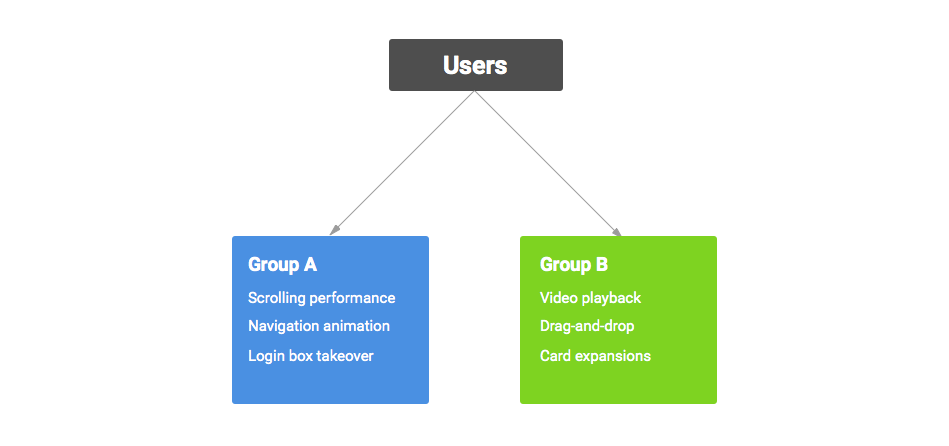 Users
Group A
Scrolling performance
Navigation animation
Login box takeover
Group B
Video playback
Drag-and-drop
Card expansions